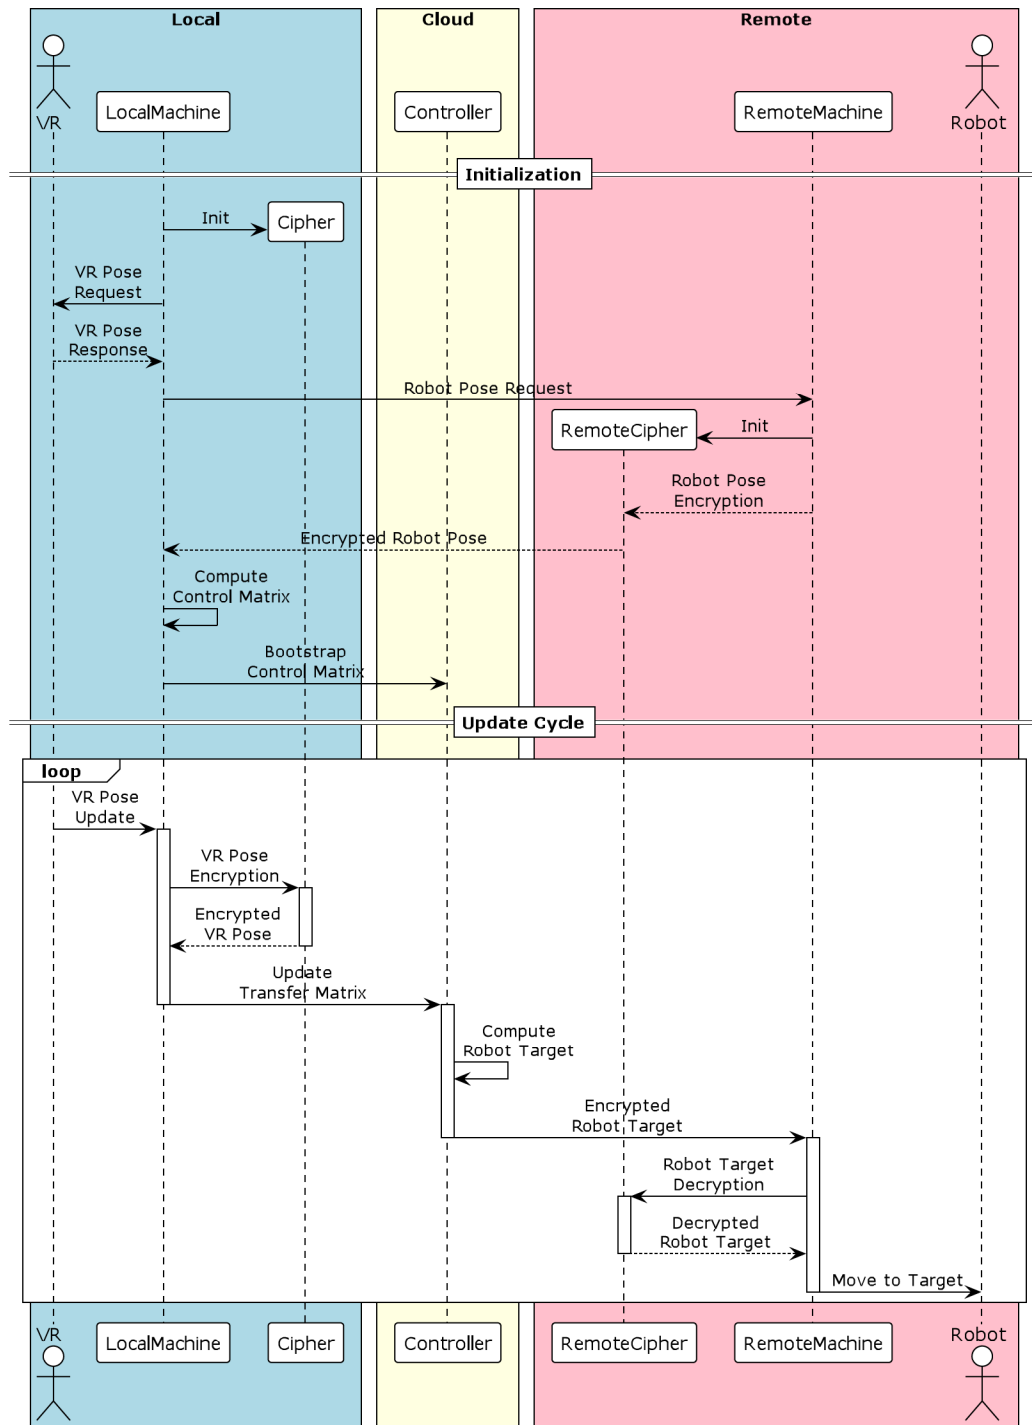 Local
Cloud
Remote
VR
LocalMachine
Controller
RemoteMachine
Robot
Initialization
Init
Cipher
VR Pose
Request
VR Pose
Response
Robot Pose Request
RemoteCipher
Init
Robot Pose
Encryption
Encrypted Robot Pose
Compute
Control Matrix
Bootstrap
Control Matrix
Update Cycle
loop
VR Pose
Update
VR Pose
Encryption
Encrypted
VR Pose
Update
Transfer Matrix
Compute
Robot Target
Encrypted
Robot Target
Robot Target
Decryption
Decrypted
Robot Target
Move to Target
VR
LocalMachine
Cipher
Controller
RemoteCipher
RemoteMachine
Robot